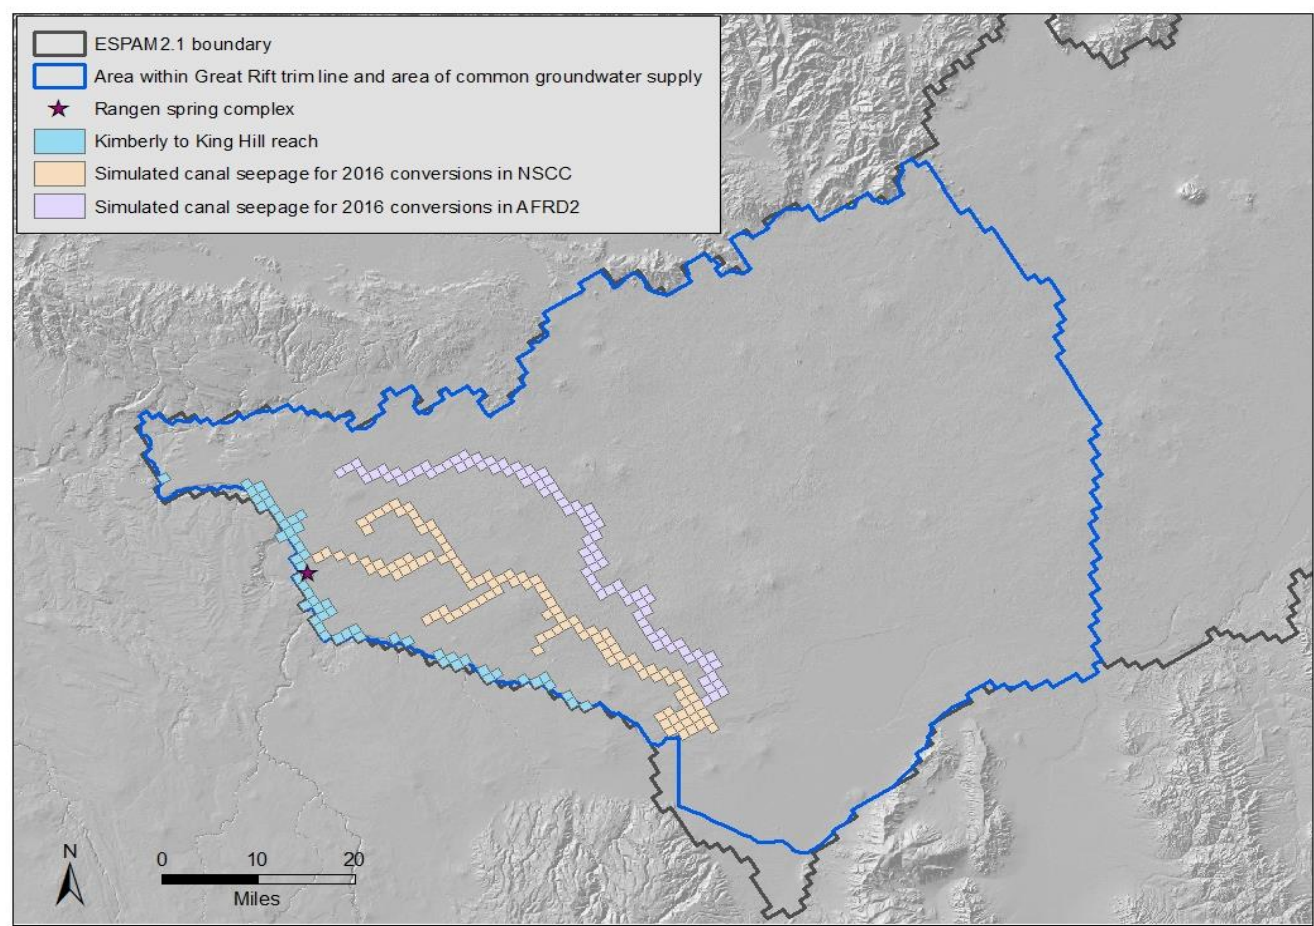 ESPAM2.1 boundary
Area within Great Rift trim line and area of common groundwater supply
Rangen spring complex
Kimberly to King Hill reach
Simulated canal seepage for 2016 conversions in NSCC
Simulated canal seepage for 2016 conversions in AFRD2
N
0 10 20
Miles